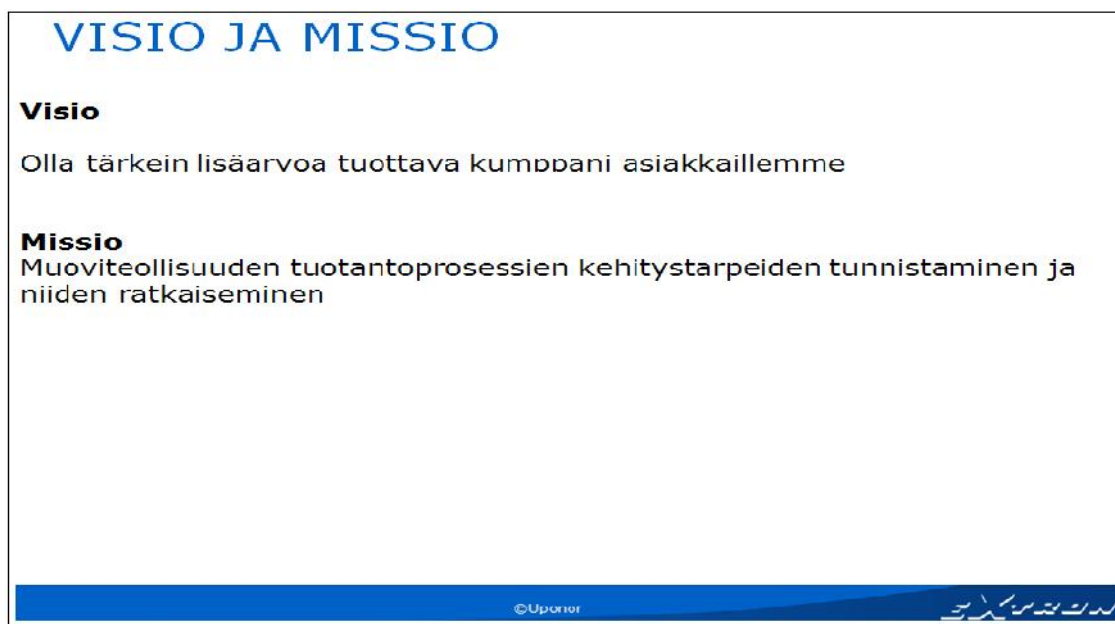 VISIO JA MISSIO
Visio
Olla tärkein lisäarvoa tuottava kumppani asiakkaillemme
Missio
Muoviteollisuuden tuotantoprosessien kehitystarpeiden tunnistaminen ja
niiden ratkaiseminen
©Uponor